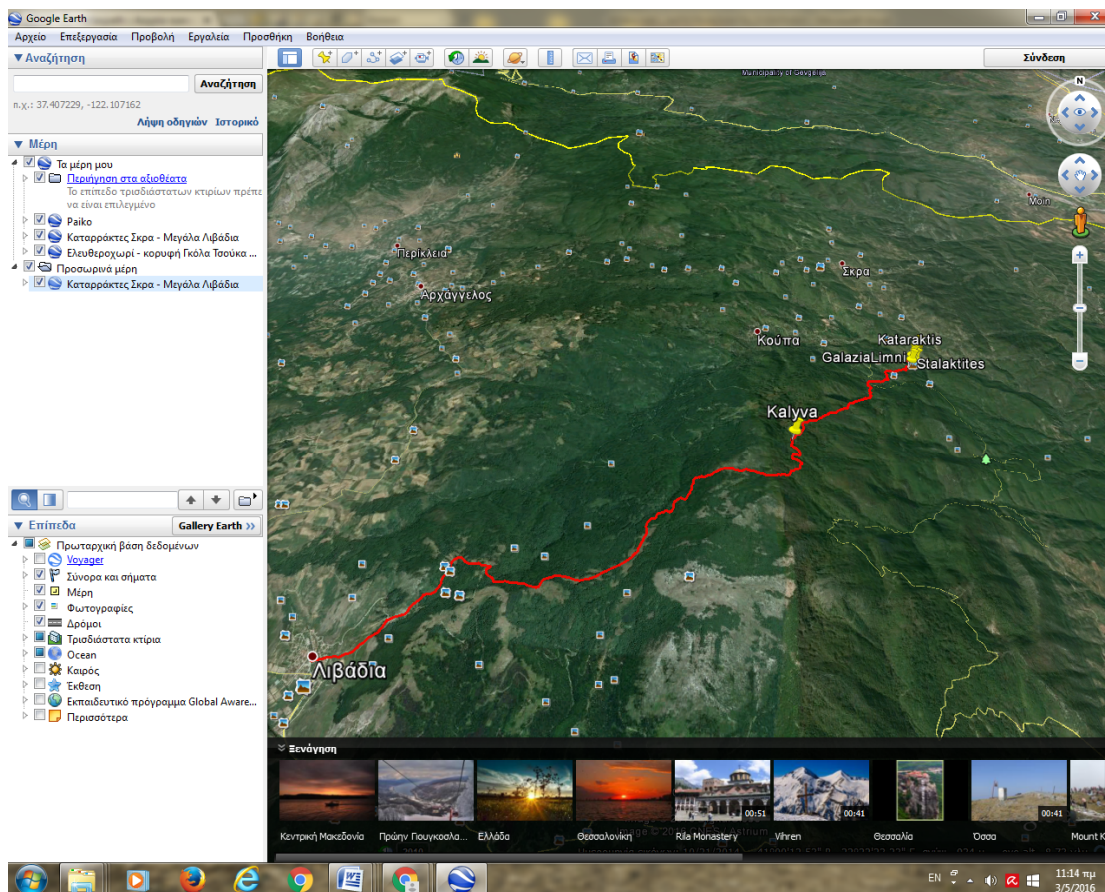 Google Earth
Αρχείο Επεξεργασία Προβολή Εργαλεία Προσθήκη Βοήθεια
Αναζήτηση
Σύνδεση
Αναζήτηση
π.χ.: 37.407229, -122.107162
Λήψη οδηγιών Ιστορικό
Μέρη
Τα μέρη μου
Περιήγηση στα αξιοθέατα
Το επίπεδο τρισδιάστατων κτιρίων πρέπε
να είναι επιλεγμένο
Paiko
Καταρράκτες Σκρα - Μεγάλα Λιβάδια
Ελευθεροχωρί - κορυφή Γκόλα Τσούκα ...
Προσωρινά μέρη
Καταρράκτες Σκρα - Μεγάλα Λιβάδια
Επίπεδα
Gallery Earth >>
Πρωταρχική βάση δεδομένων
Voyager
Σύνορα και σήματα
Μέρη
Φωτογραφίες
Δρόμοι
Τρισδιάστατα κτίρια
Ocean
Καιρός
Έκθεση
Εκπαιδευτικό πρόγραμμα Global Aware...
Περισσότερα
Municipality of Gevgelija
N
Moin
Περίκλεια
Σκρα
Αρχάγγελος
Κούπα
Kataraktis
GalaziaLimni
Stalaktites
Kalyva
Λιβάδια
Ξενάγηση
00:51
00:41
00:41
Κεντρική Μακεδονία
Πρώην Γιουγκοσλα...
Ελλάδα
Θεσσαλονίκη
Rila Monastery
Vihren
Θεσσαλία
Όσσα
Mount K
EN
11:14 πμ
3/5/2016